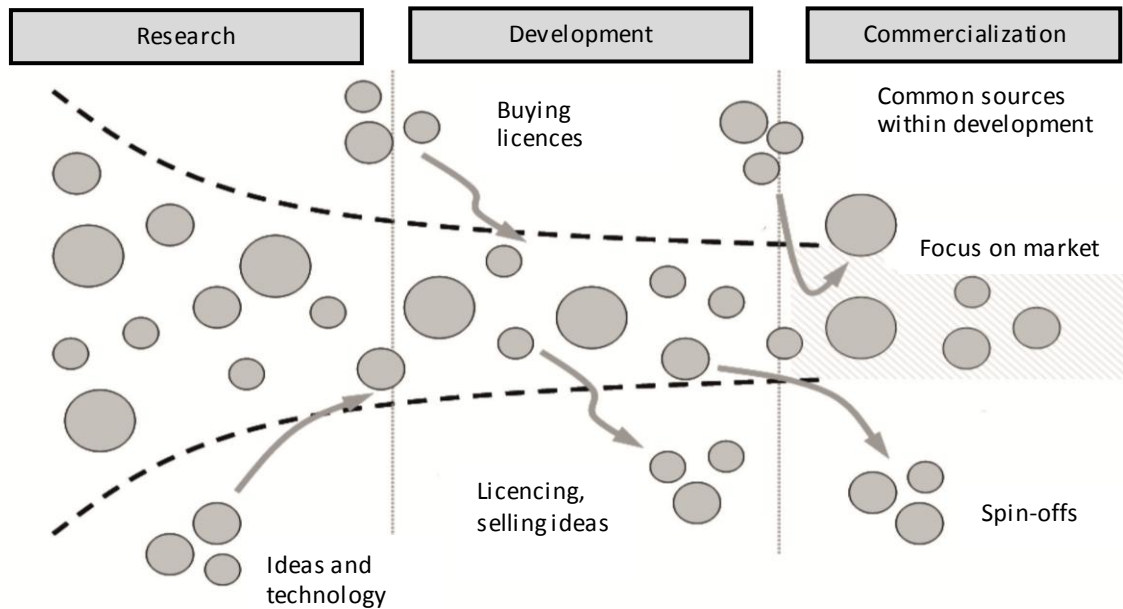 Research
Development
Commercialization
Buying
licences
Common sources
within development
Focus on market
Licencing,
selling ideas
Spin-offs
Ideas and
technology